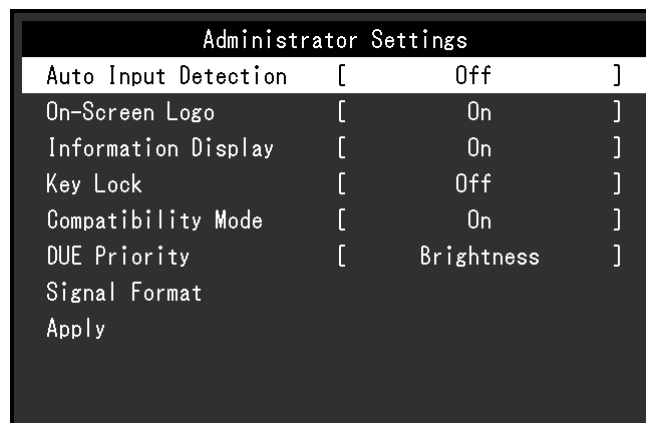 Administrator Settings
Auto Input Detection [ Off ]
On-Screen Logo [ On ]
Information Display [ On ]
Key Lock [ Off ]
Compatibility Mode [ On ]
DUE Priority [ Brightness ]
Signal Format
Apply